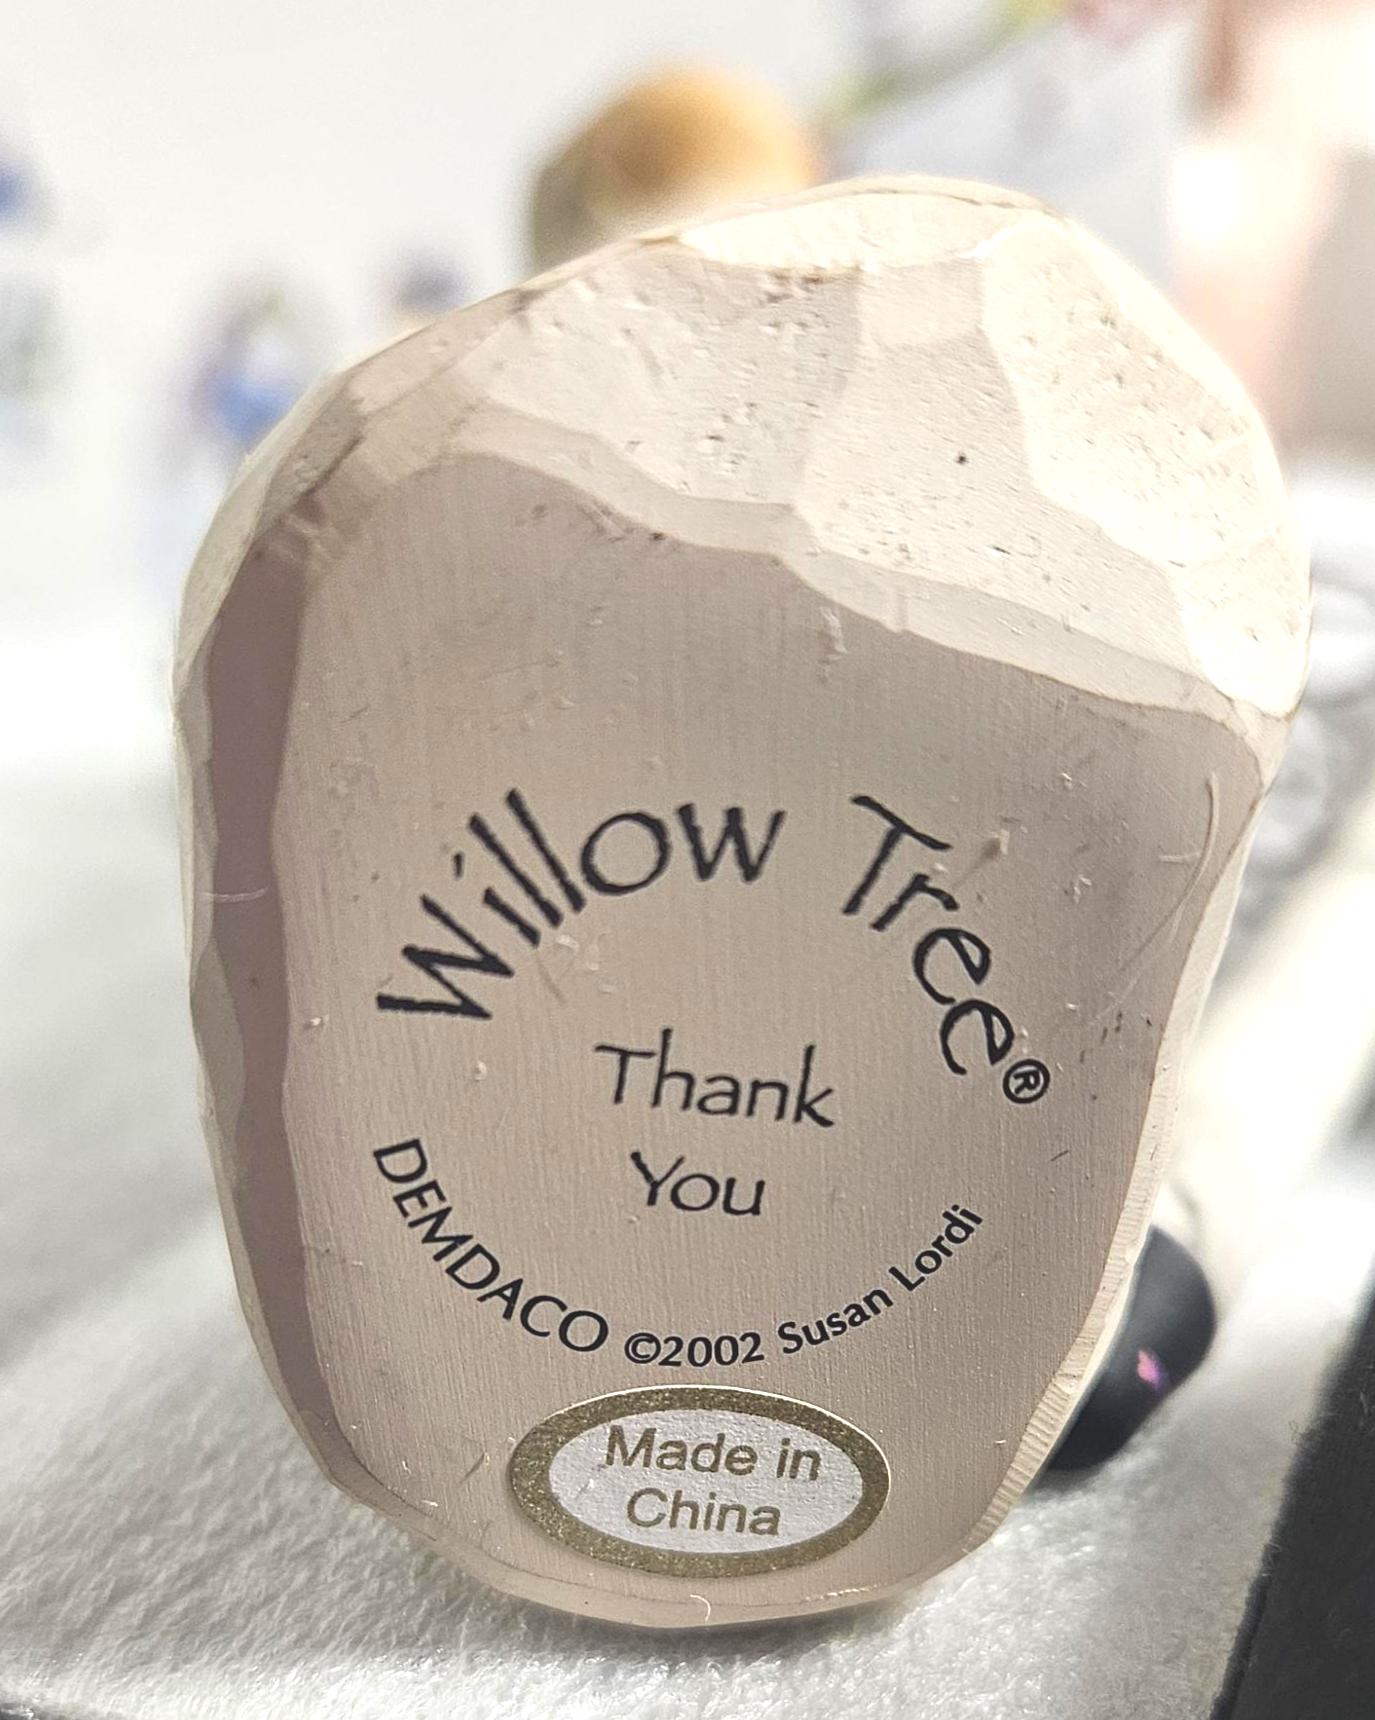 Willow Tree®
Thank
You
DEMDACO ©2002 Susan Lordi
Made in
China